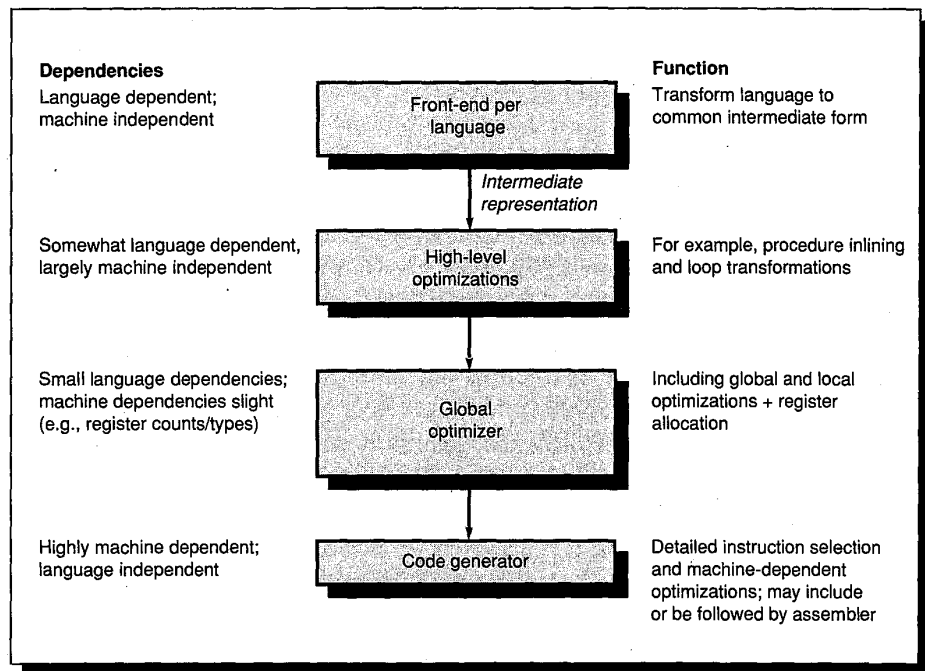 Dependencies
Language dependent;
machine independent
Front-end per
language
Function
Transform language to
common intermediate form
Intermediate
representation
Somewhat language dependent,
largely machine independent
High-level
optimizations
For example, procedure inlining
and loop transformations
Small language dependencies;
machine dependencies slight
(e.g., register counts/types)
Global
optimizer
Including global and local
optimizations + register
allocation
Highly machine dependent;
language independent
Code generator
Detailed instruction selection
and machine-dependent
optimizations; may include
or be followed by assembler